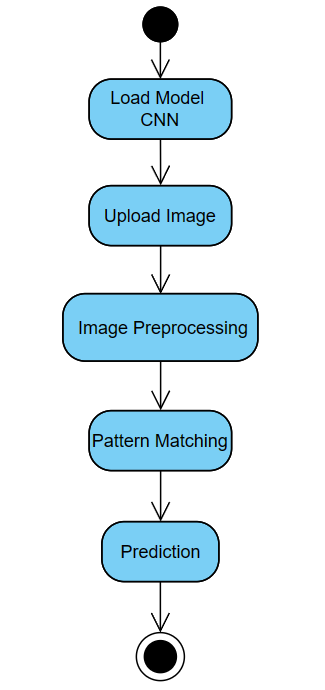 Load Model
CNN
Upload Image
Image Preprocessing
Pattern Matching
Prediction